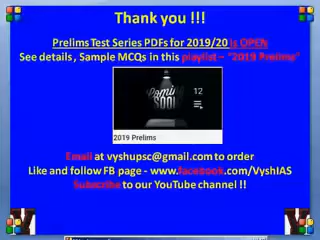 Thank you !!!
Prelims Test Series PDFs for 2019/20 is OPEN
See details , Sample MCQs in this playlist – "2019 Prelims"
COMING
SOON
2019 Prelims
Email at vyshupsc@gmail.com to order
Like and follow FB page - www.facebook.com/VyshIAS
Subscribe to our YouTube channel !!